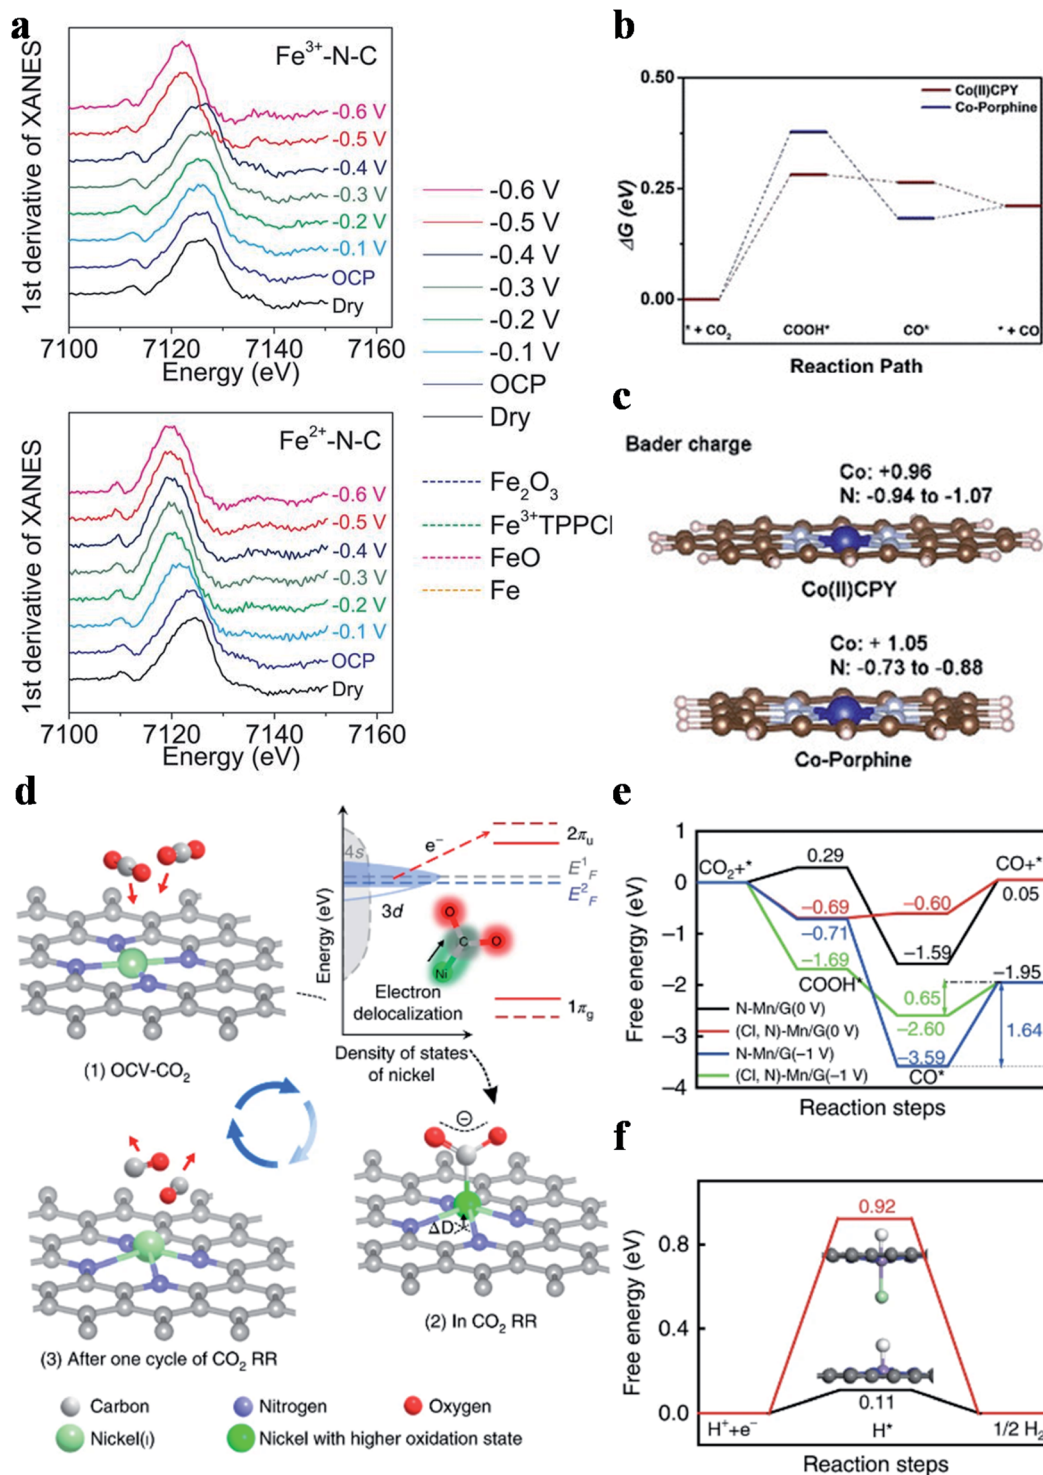 a
1st derivative of XANES
Fe3+-N-C
-0.6 V
-0.5 V
-0.4 V
-0.3 V
-0.2 V
-0.1 V
OCP
Dry
7100 7120 7140 7160
Energy (eV)
1st derivative of XANES
Fe2+-N-C
-0.6 V
-0.5 V
-0.4 V
-0.3 V
-0.2 V
-0.1 V
OCP
Dry
7100 7120 7140 7160
Energy (eV)
-0.6 V
-0.5 V
-0.4 V
-0.3 V
-0.2 V
-0.1 V
OCP
Dry
Fe2O3
Fe3+TPPCl
FeO
Fe
b
0.50
0.25
0.00
ΔG (eV)
Co(II)CPY
Co-Porphine
* + CO2 COOH* CO* * + CO
Reaction Path
c
Bader charge
Co: +0.96
N: -0.94 to -1.07
Co(II)CPY
Co: + 1.05
N: -0.73 to -0.88
Co-Porphine
d
(1) OCV-CO2
Energy (eV)
4s
3d
e−
2πu
E1F
E2F
O
C
O
Ni
Electron
delocalization
1πg
Density of states
of nickel
ΔD
(2) In CO2 RR
(3) After one cycle of CO2 RR
Carbon
Nitrogen
Oxygen
Nickel(I)
Nickel with higher oxidation state
e
Free energy (eV)
1
0
−1
−2
−3
−4
CO2+*
0.29
CO+*
0.05
−0.69
−0.60
−0.71
−1.59
−1.69
−1.95
COOH*
0.65
−2.60
1.64
−3.59
CO*
N-Mn/G(0 V)
(Cl, N)-Mn/G(0 V)
N-Mn/G(−1 V)
(Cl, N)-Mn/G(−1 V)
Reaction steps
f
Free energy (eV)
0.8
0.4
0.0
0.92
0.11
H++e−
H*
1/2 H2
Reaction steps